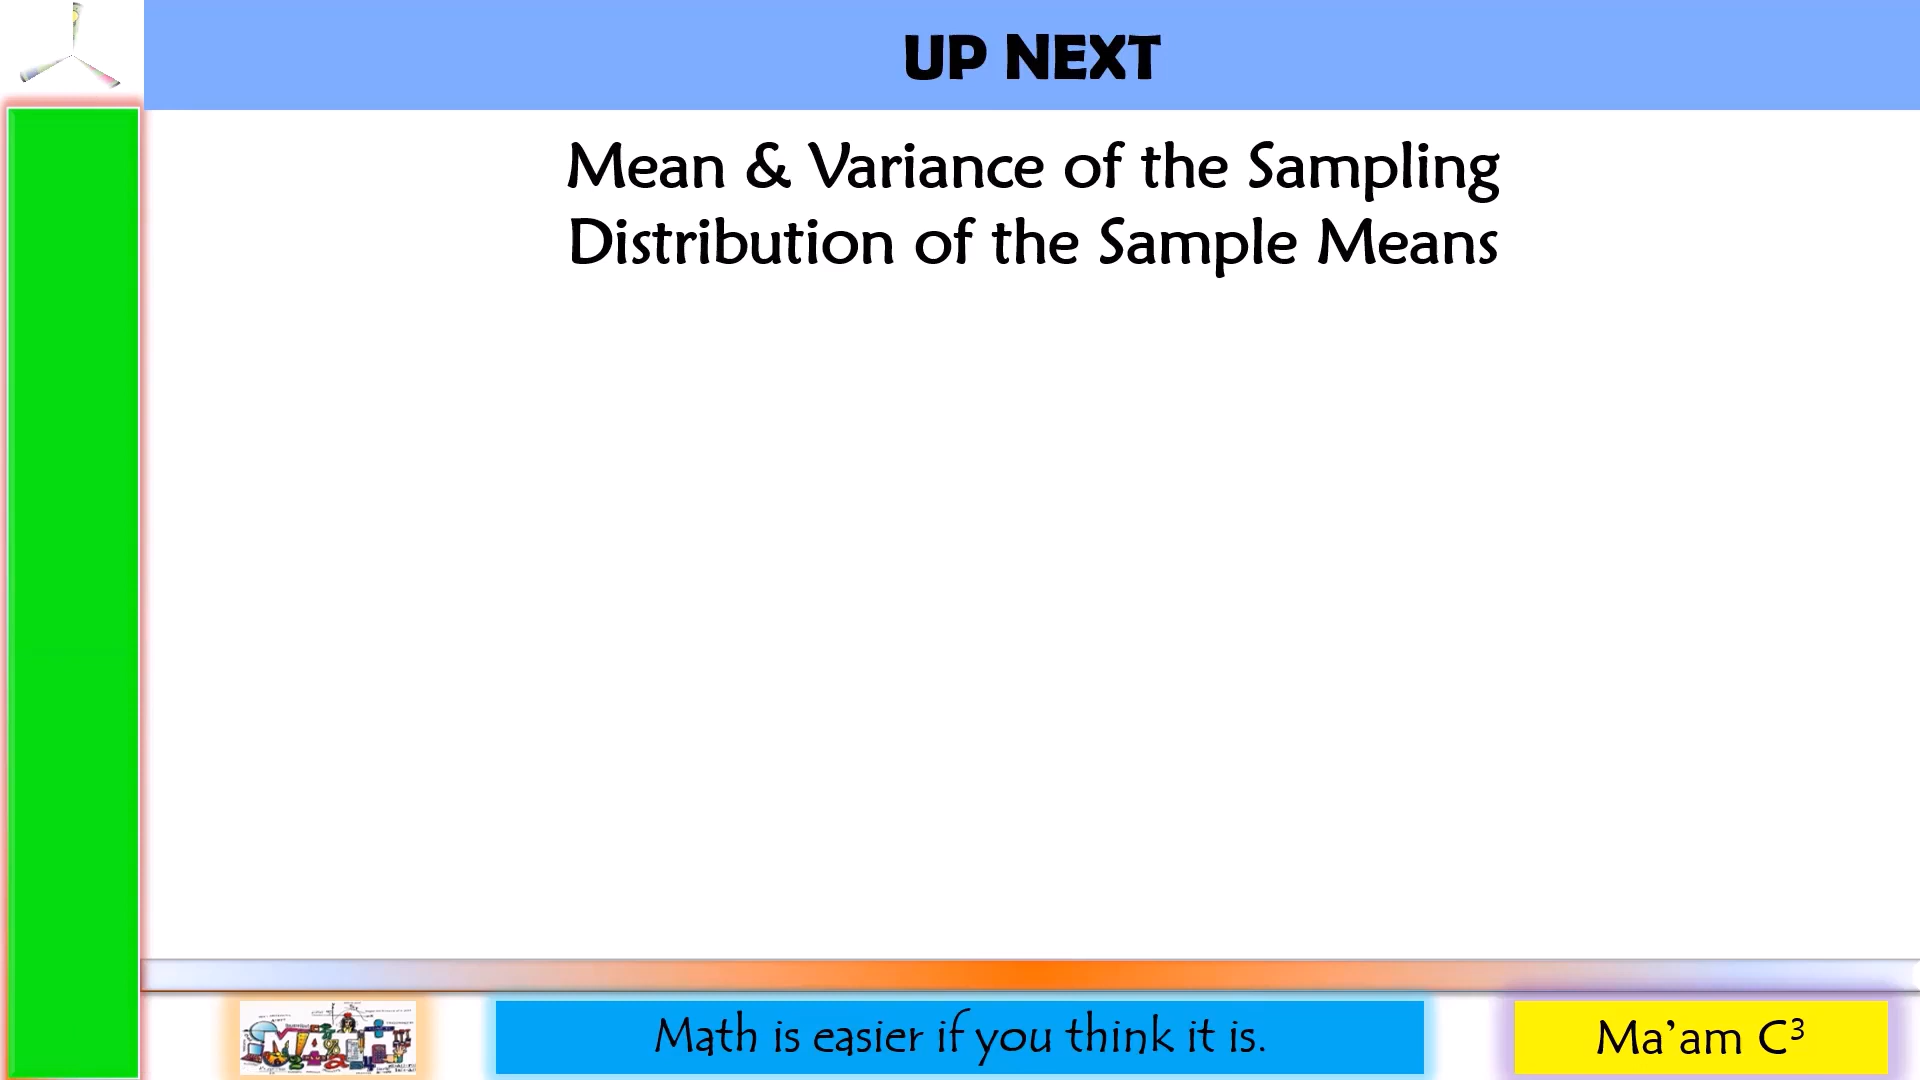 UP NEXT
Mean & Variance of the Sampling
Distribution of the Sample Means
MATH
Math is easier if you think it is.
Ma’am C³